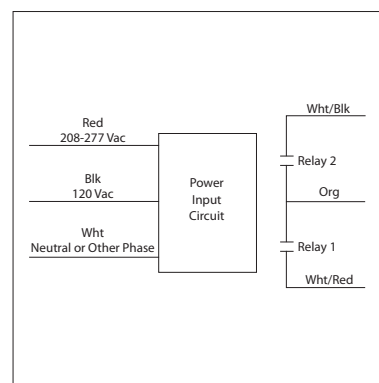 Red
208-277 Vac
Blk
120 Vac
Wht
Neutral or Other Phase
Power
Input
Circuit
Wht/Blk
Relay 2
Org
Relay 1
Wht/Red